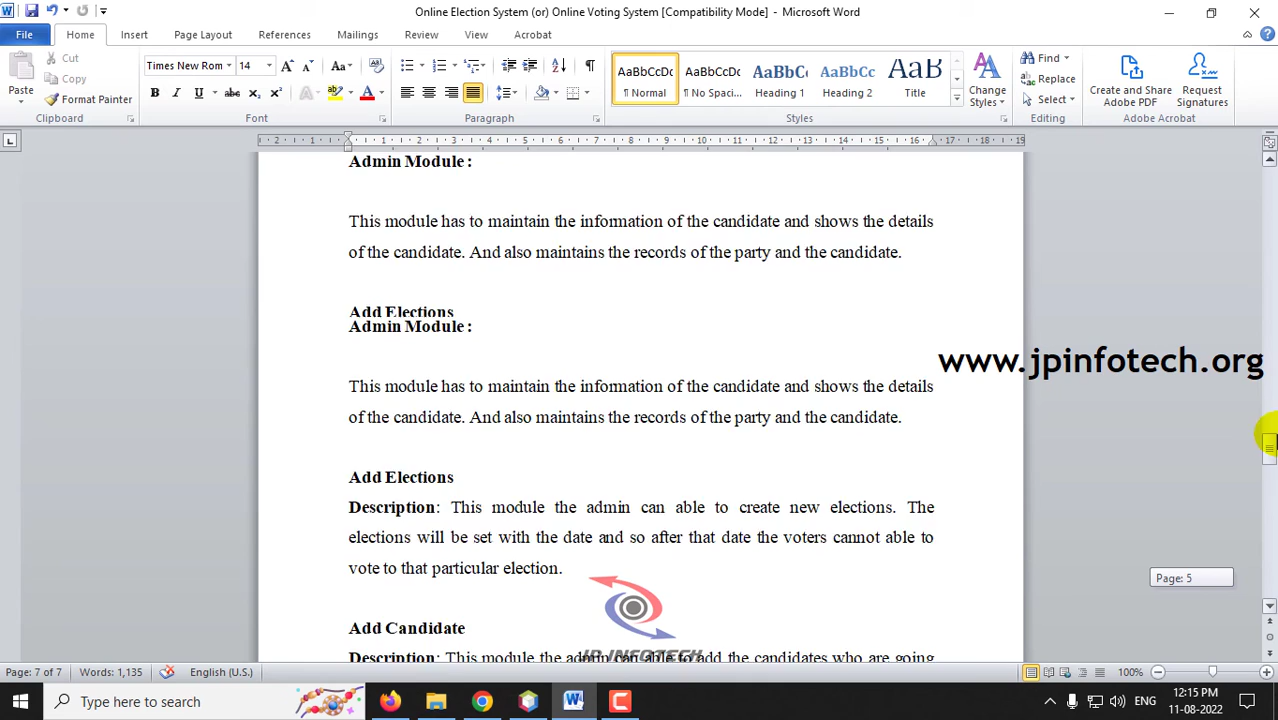 Online Election System (or) Online Voting System [Compatibility Mode] - Microsoft Word
File Home Insert Page Layout References Mailings Review View Acrobat
Cut
Copy
Format Painter
Paste
Clipboard
Times New Rom 14
Font
Paragraph
AaBbCcDc AaBbCcDc AaBbCc AaBbCc AaB
¶ Normal ¶ No Spaci... Heading 1 Heading 2 Title
Change Styles
Styles
Find
Replace
Select
Editing
Create and Share Adobe PDF
Request Signatures
Adobe Acrobat
Admin Module :
This module has to maintain the information of the candidate and shows the details
of the candidate. And also maintains the records of the party and the candidate.
Add Elections
Admin Module :
www.jpinfotech.org
This module has to maintain the information of the candidate and shows the details
of the candidate. And also maintains the records of the party and the candidate.
Add Elections
Description: This module the admin can able to create new elections. The
elections will be set with the date and so after that date the voters cannot able to
vote to that particular election.
Page: 5
Add Candidate
JP INFOTECH
Description: This module the admin can able to add the candidates who are going
Page: 7 of 7 Words: 1,135 English (U.S.) 100%
Type here to search
ENG
12:15 PM
11-08-2022